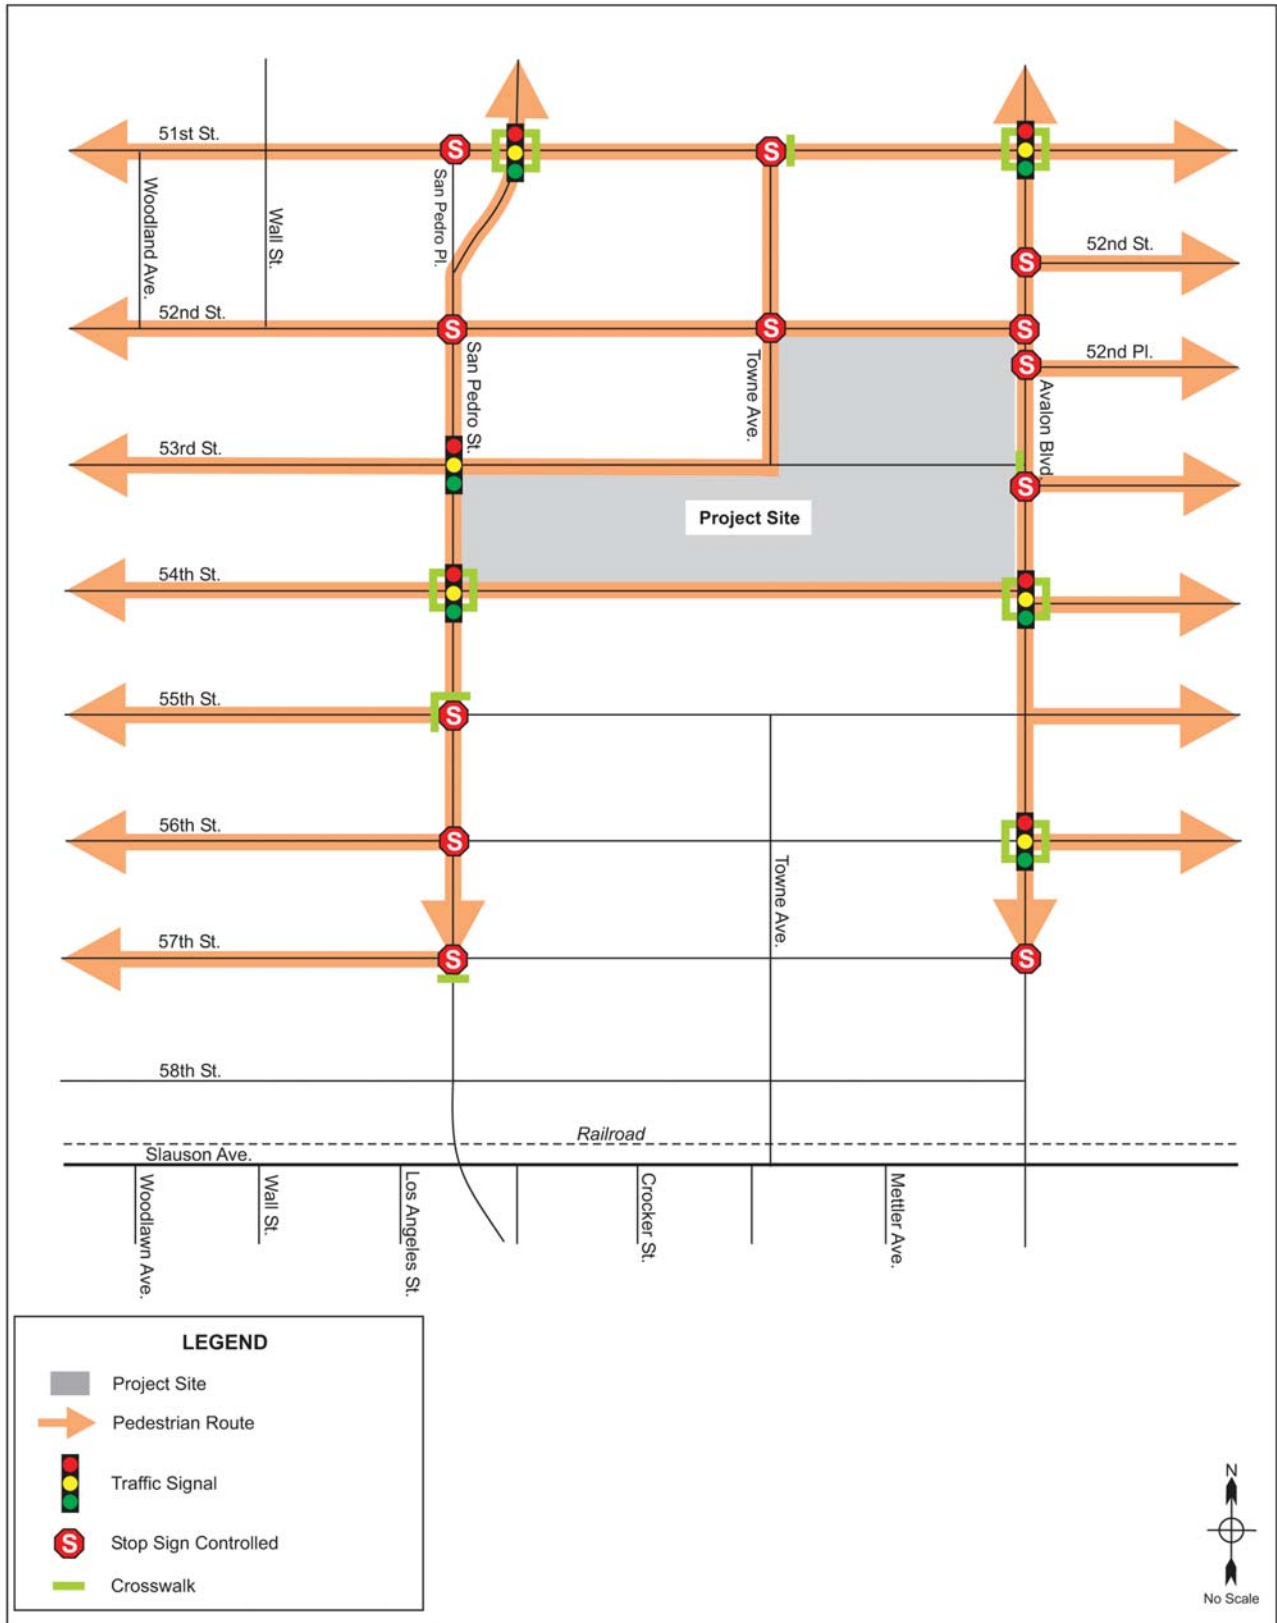 51st St.
Woodland Ave.
Wall St.
San Pedro Pl.
S
S
52nd St.
S
52nd St.
S
S
S
52nd Pl.
S
San Pedro St.
Towne Ave.
Avalon Blvd.
53rd St.
S
Project Site
54th St.
55th St.
S
56th St.
S
Towne Ave.
57th St.
S
S
58th St.
Railroad
Slauson Ave.
Woodlawn Ave.
Wall St.
Los Angeles St.
Crocker St.
Mettler Ave.
LEGEND
Project Site
Pedestrian Route
Traffic Signal
S Stop Sign Controlled
Crosswalk
N
No Scale